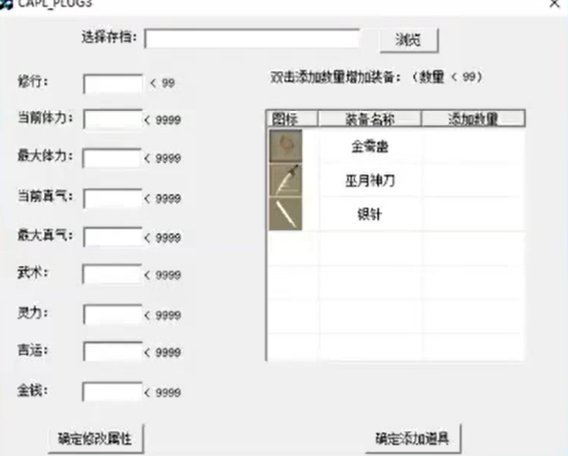 CAPL_PLUG3
选择存档： 浏览
修行： < 99
双击添加数量增加装备：（数量 < 99）
当前体力： < 9999
图标 装备名称 添加数量
金蚕蛊
最大体力： < 9999
巫月神刀
当前真气： < 9999
银针
最大真气： < 9999
武术： < 9999
灵力： < 9999
吉运： < 9999
金钱： < 9999
确定修改属性 确定添加道具